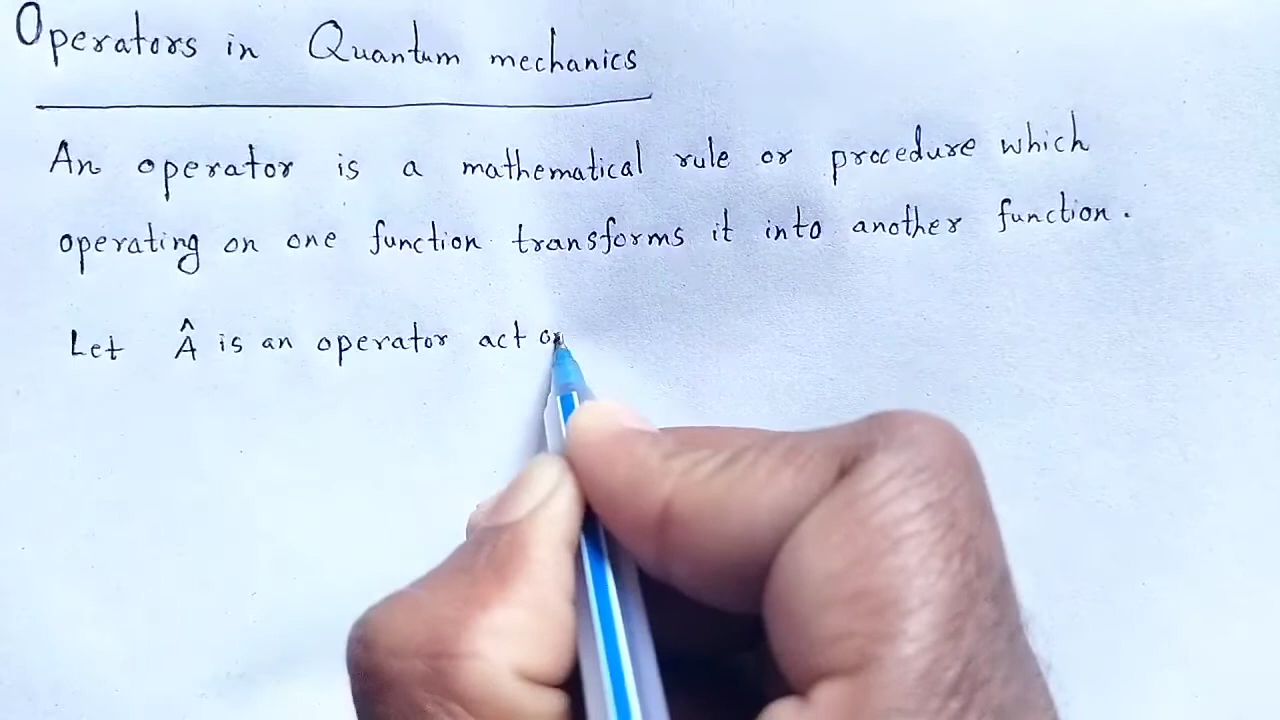 Operators in Quantum mechanics
An operator is a mathematical rule or procedure which
operating on one function transforms it into another function.
Let Â is an operator act on